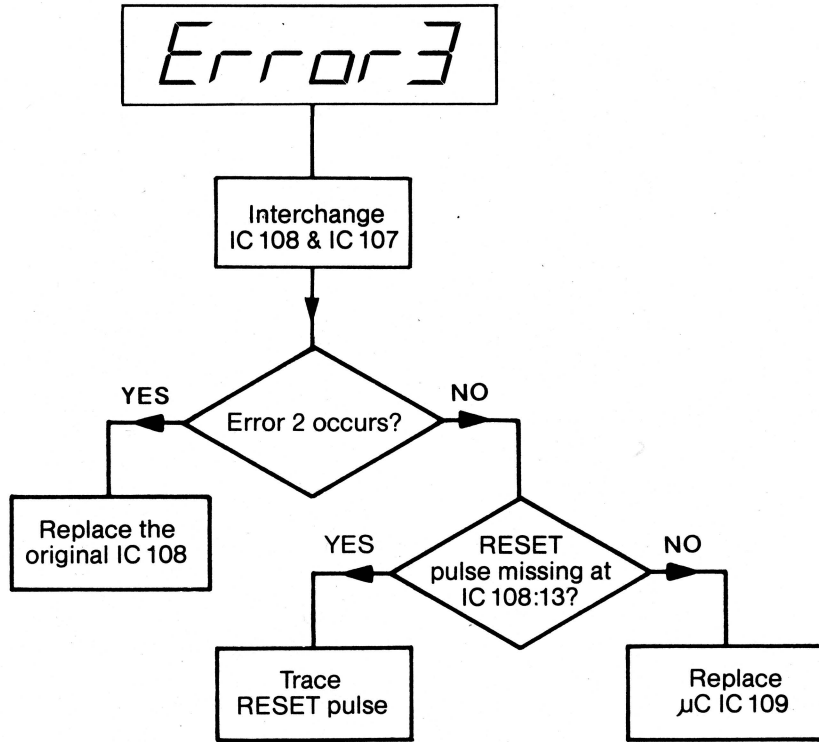 Error3
Interchange
IC 108 & IC 107
YES
NO
Error 2 occurs?
Replace the
original IC 108
YES
RESET
pulse missing at
IC 108:13?
NO
Trace
RESET pulse
Replace
µC IC 109